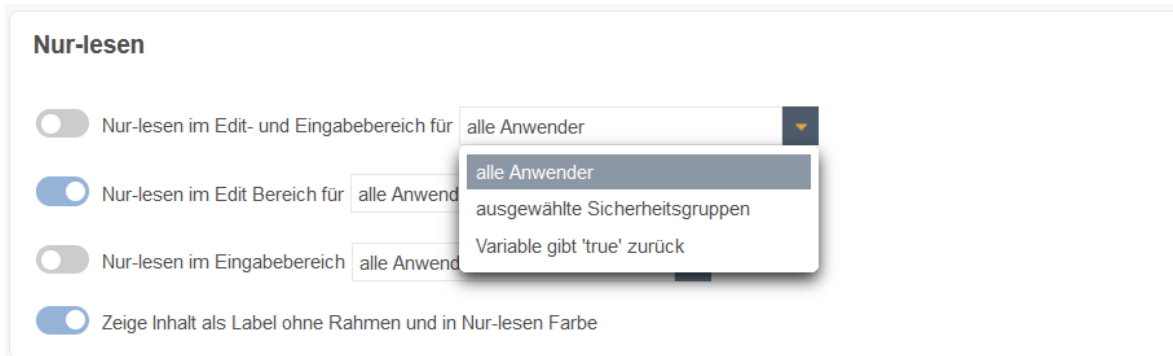 Nur-lesen
Nur-lesen im Edit- und Eingabebereich für alle Anwender
alle Anwender
Nur-lesen im Edit Bereich für alle Anwend
ausgewählte Sicherheitsgruppen
Variable gibt 'true' zurück
Nur-lesen im Eingabebereich alle Anwend
Zeige Inhalt als Label ohne Rahmen und in Nur-lesen Farbe